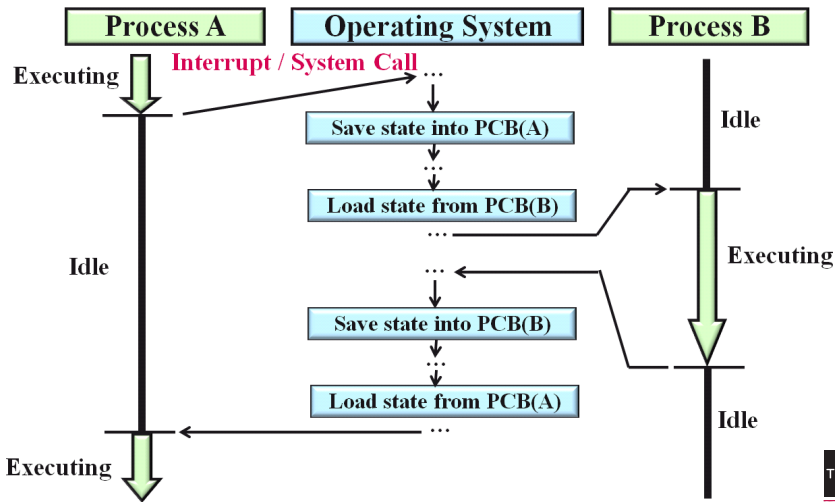 Process A
Operating System
Process B
Executing
Interrupt / System Call
...
Save state into PCB(A)
Idle
...
Load state from PCB(B)
...
Idle
Executing
...
Save state into PCB(B)
...
Load state from PCB(A)
Idle
...
Executing
T